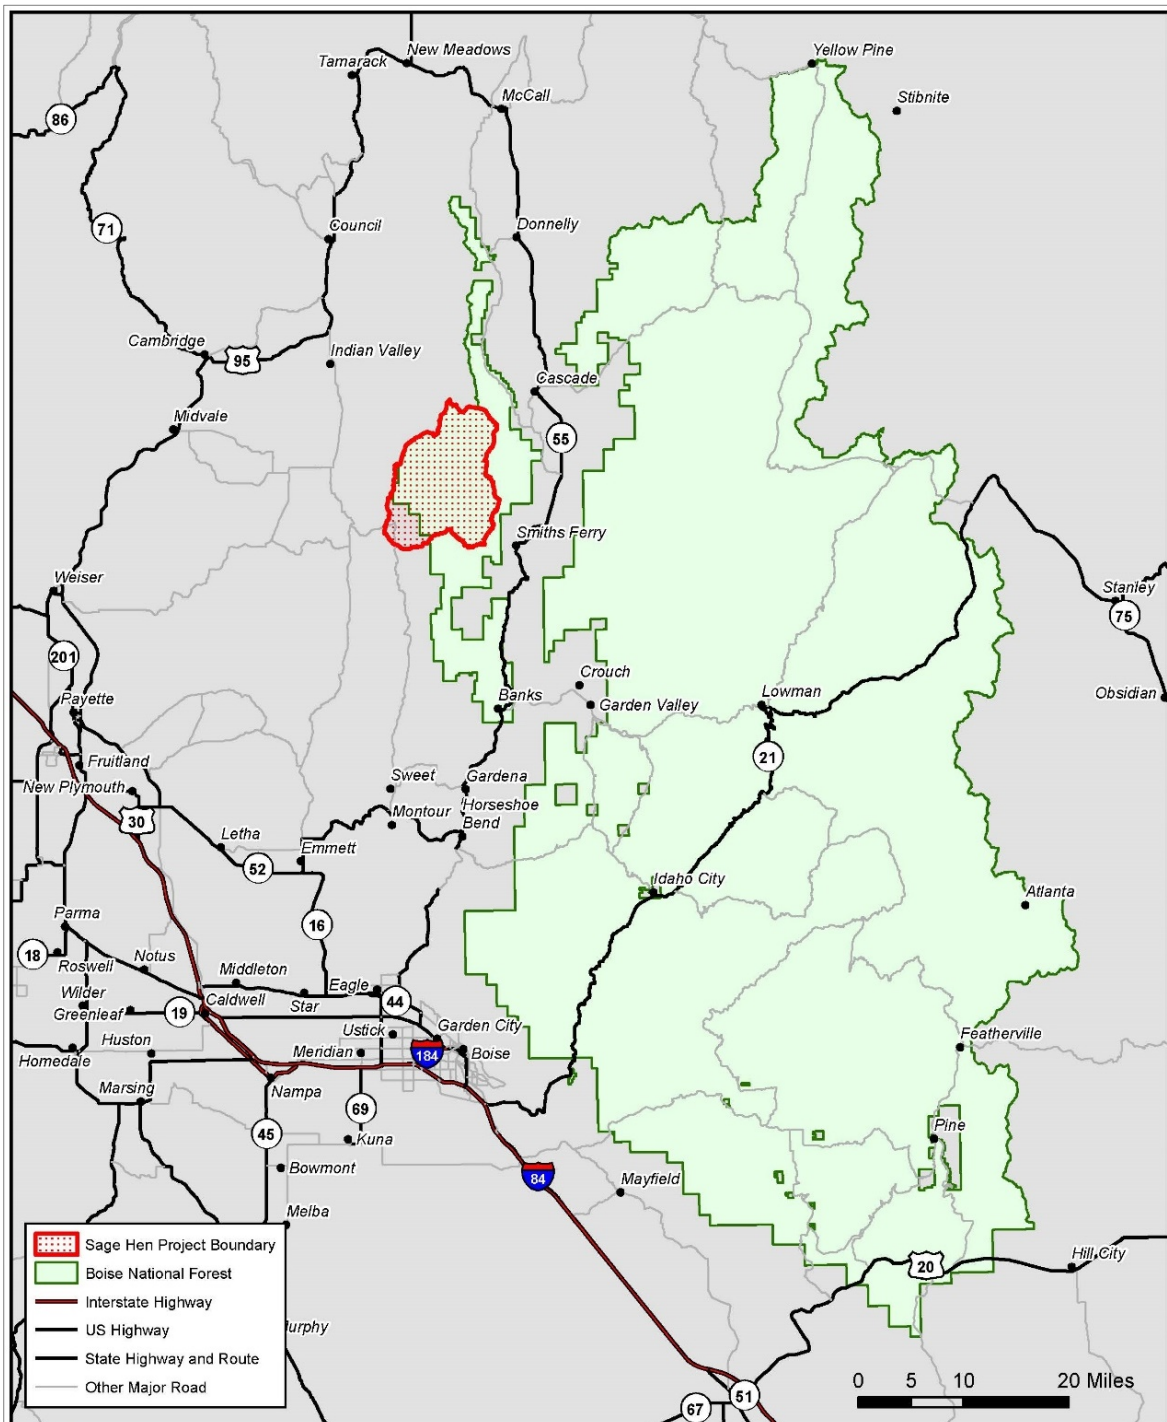 New Meadows
Yellow Pine
Tamarack
McCall
Stibnite
86
71
Council
Donnelly
Cambridge
95
Indian Valley
Cascade
Midvale
55
Smiths Ferry
Weiser
Stanley
75
201
Payette
Crouch
Banks
Garden Valley
Lowman
Obsidian
21
Fruitland
New Plymouth
Sweet
Gardena
30
Montour
Horseshoe
Bend
Letha
Emmett
52
Idaho City
Atlanta
Parma
16
18
Roswell
Notus
Middleton
Wilder
Greenleaf
19
Caldwell
Star
Eagle
44
Ustick
Garden City
Homedale
Huston
Meridian
184
Boise
Featherville
Marsing
Nampa
69
45
Kuna
Pine
Bowmont
84
Mayfield
Melba
Sage Hen Project Boundary
Boise National Forest
Interstate Highway
US Highway
State Highway and Route
Other Major Road
20
Hill City
0 5 10 20 Miles
51
67